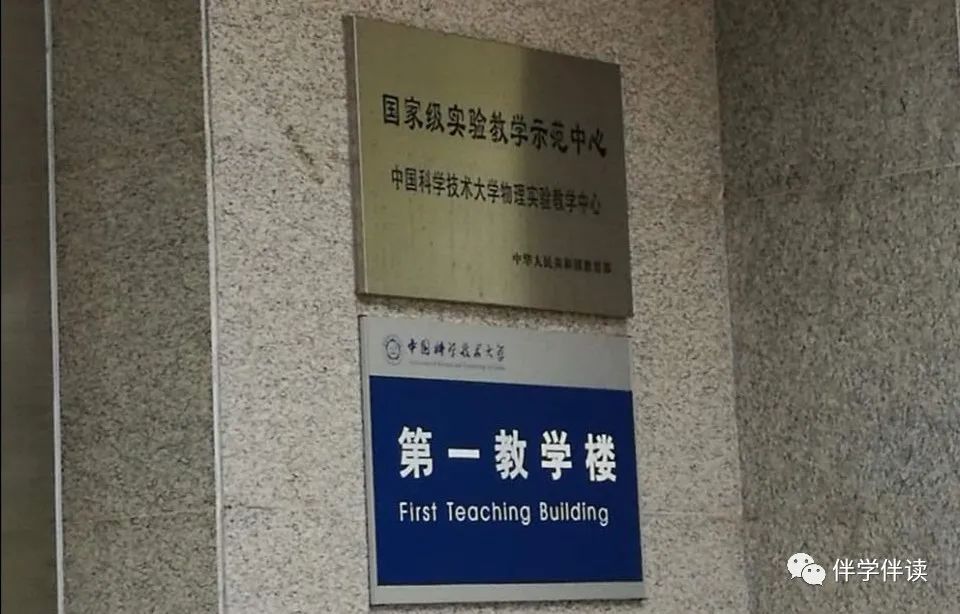 国家级实验教学示范中心
中国科学技术大学物理实验教学中心
中华人民共和国教育部
中国科学技术大学
第一教学楼
First Teaching Building
伴学伴读